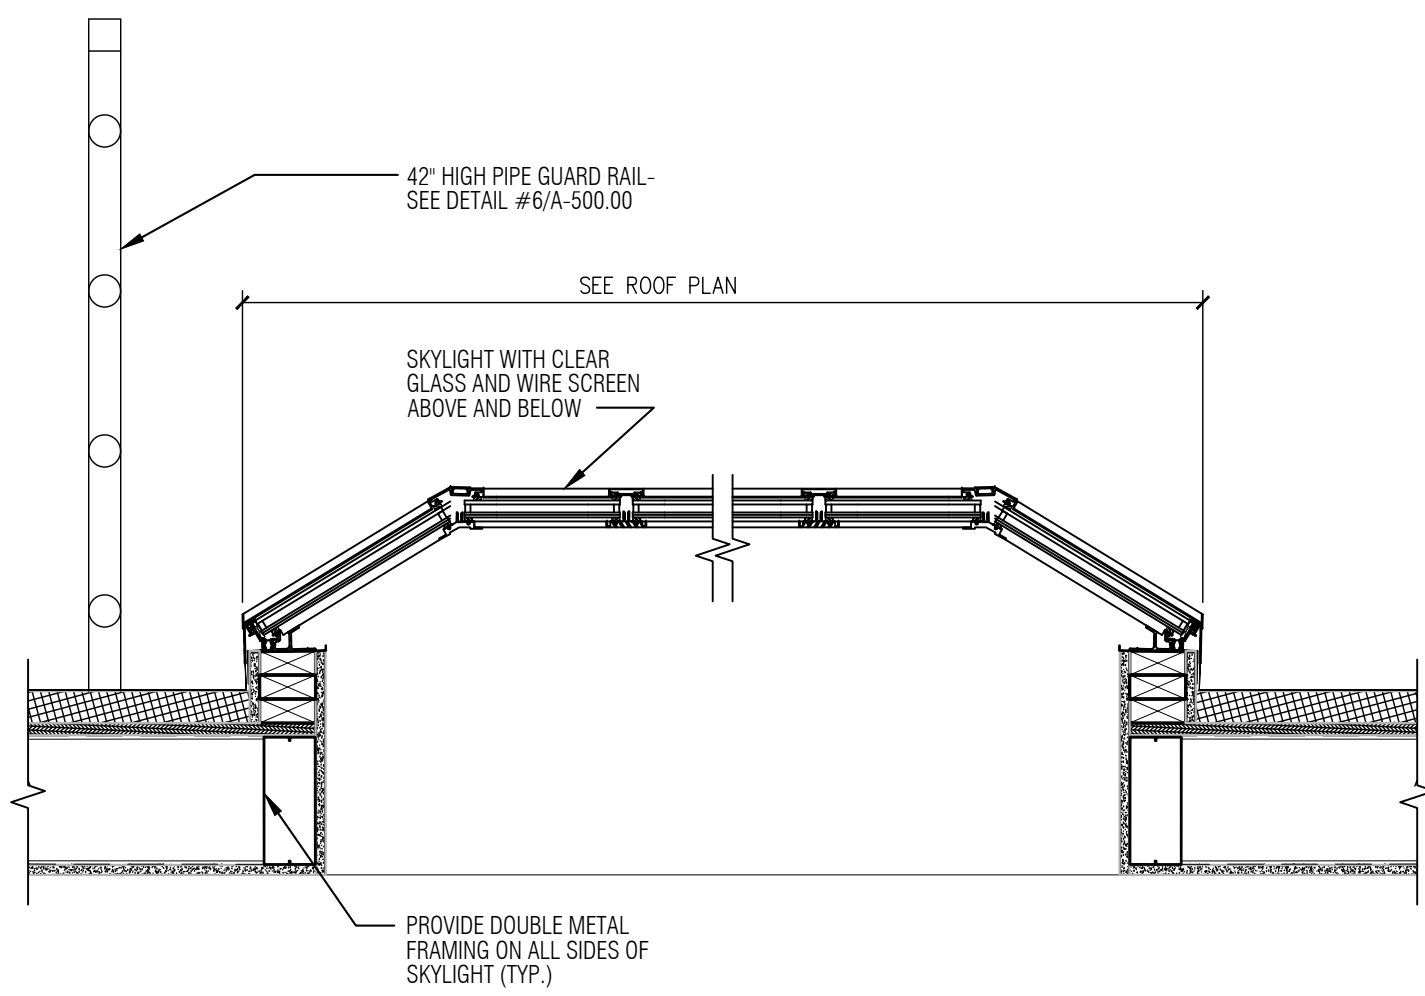 42" HIGH PIPE GUARD RAIL-
SEE DETAIL #6/A-500.00
SEE ROOF PLAN
SKYLIGHT WITH CLEAR
GLASS AND WIRE SCREEN
ABOVE AND BELOW
PROVIDE DOUBLE METAL
FRAMING ON ALL SIDES OF
SKYLIGHT (TYP.)